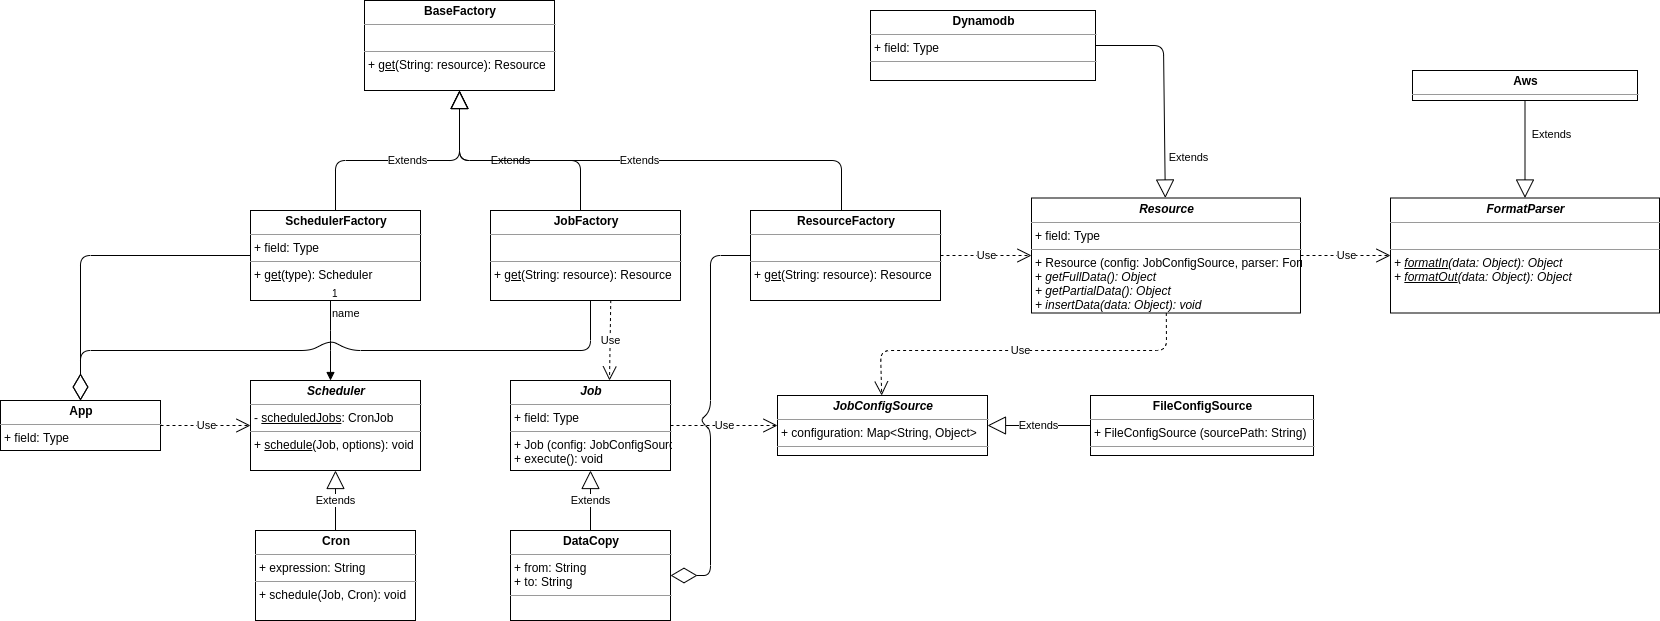 BaseFactory
+ get(String: resource): Resource
Dynamodb
+ field: Type
Aws
Extends
Extends
Extends
Extends
Extends
SchedulerFactory
+ field: Type
+ get(type): Scheduler
1
name
JobFactory
+ get(String: resource): Resource
Use
ResourceFactory
+ get(String: resource): Resource
Use
Resource
+ field: Type
+ Resource (config: JobConfigSource, parser: Fon
+ getFullData(): Object
+ getPartialData(): Object
+ insertData(data: Object): void
Use
FormatParser
+ formatIn(data: Object): Object
+ formatOut(data: Object): Object
Use
App
+ field: Type
Use
Scheduler
- scheduledJobs: CronJob
+ schedule(Job, options): void
Job
+ field: Type
+ Job (config: JobConfigSourc
+ execute(): void
Use
JobConfigSource
+ configuration: Map<String, Object>
Extends
FileConfigSource
+ FileConfigSource (sourcePath: String)
Extends
Extends
Cron
+ expression: String
+ schedule(Job, Cron): void
DataCopy
+ from: String
+ to: String